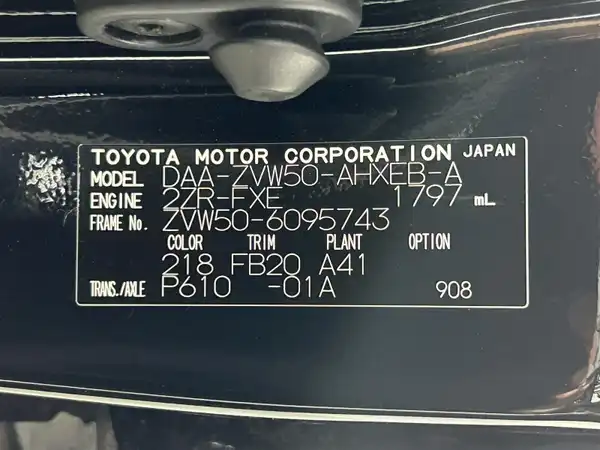 TOYOTA MOTOR CORPORATION JAPAN
MODEL DAA-ZVW50-AHXEB-A
ENGINE 2ZR-FXE 1797 mL
FRAME No. ZVW50-6095743
COLOR TRIM PLANT OPTION
218 FB20 A41
TRANS./AXLE P610 -01A 908